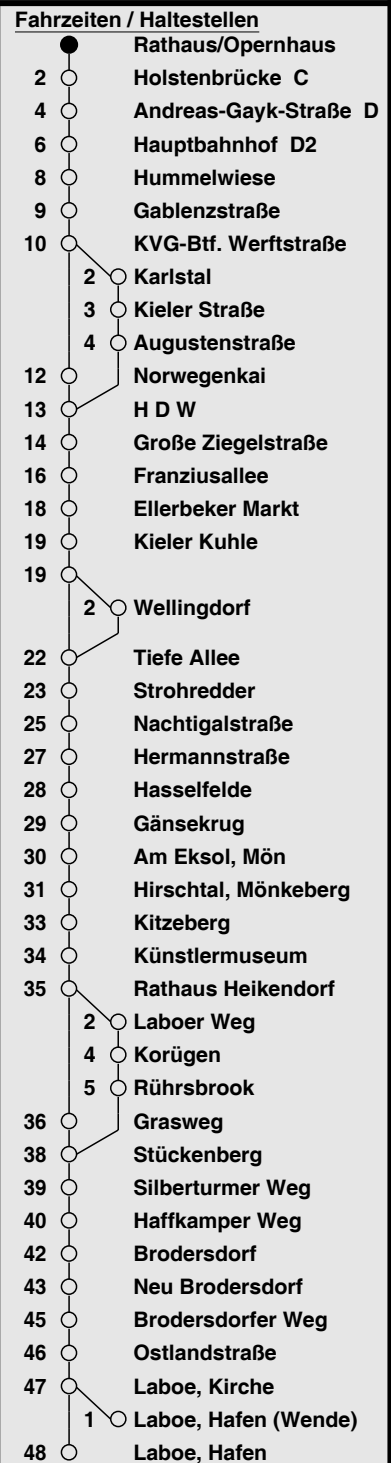 Fahrzeiten / Haltestellen
Rathaus/Opernhaus
2 Holstenbrücke C
4 Andreas-Gayk-Straße D
6 Hauptbahnhof D2
8 Hummelwiese
9 Gablenzstraße
10 KVG-Btf. Werftstraße
2 Karlstal
3 Kieler Straße
4 Augustenstraße
12 Norwegenkai
13 H D W
14 Große Ziegelstraße
16 Franziusallee
18 Ellerbeker Markt
19 Kieler Kuhle
19
2 Wellingdorf
22 Tiefe Allee
23 Strohredder
25 Nachtigalstraße
27 Hermannstraße
28 Hasselfelde
29 Gänsekrug
30 Am Eksol, Mön
31 Hirschtal, Mönkeberg
33 Kitzeberg
34 Künstlermuseum
35 Rathaus Heikendorf
2 Laboer Weg
4 Korügen
5 Rührsbrook
36 Grasweg
38 Stückenberg
39 Silberturmer Weg
40 Haffkamper Weg
42 Brodersdorf
43 Neu Brodersdorf
45 Brodersdorfer Weg
46 Ostlandstraße
47 Laboe, Kirche
1 Laboe, Hafen (Wende)
48 Laboe, Hafen